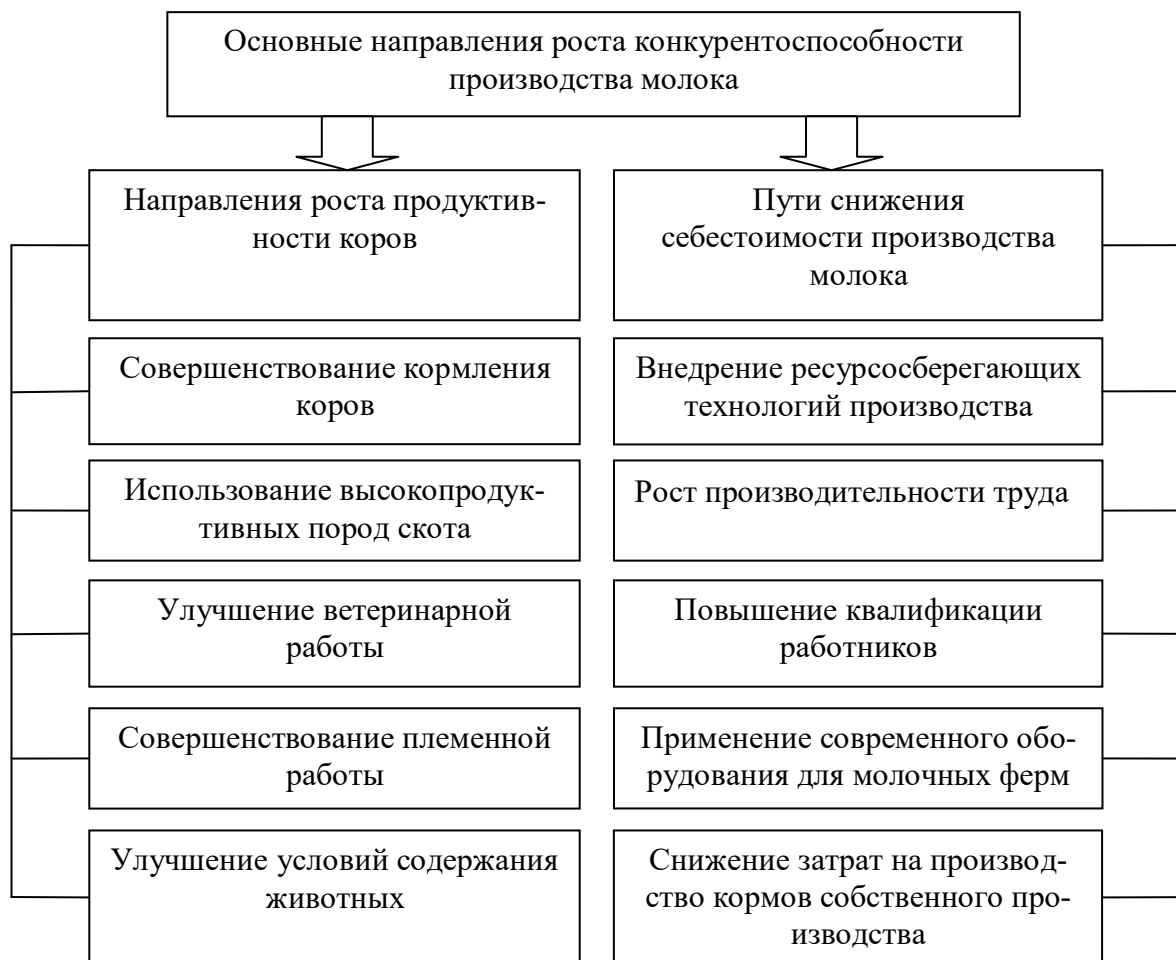 Основные направления роста конкурентоспособности
производства молока
Направления роста продуктив-
ности коров
Пути снижения
себестоимости производства
молока
Совершенствование кормления
коров
Внедрение ресурсосберегающих
технологий производства
Использование высокопродук-
тивных пород скота
Рост производительности труда
Улучшение ветеринарной
работы
Повышение квалификации
работников
Совершенствование племенной
работы
Применение современного обо-
рудования для молочных ферм
Улучшение условий содержания
животных
Снижение затрат на производ-
ство кормов собственного про-
изводства